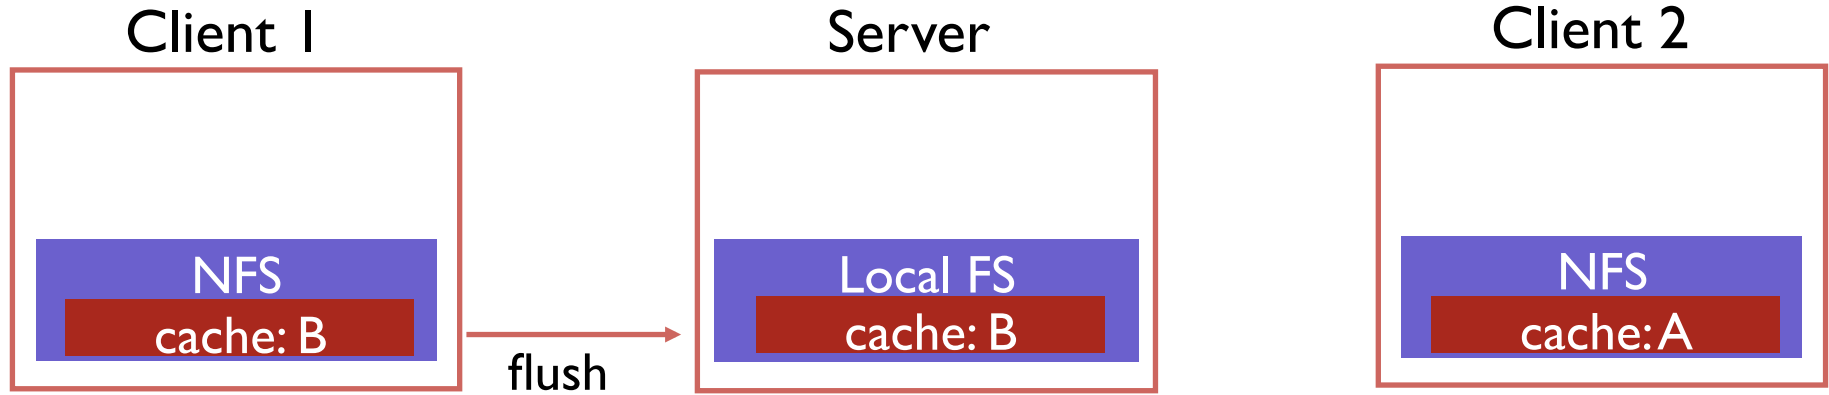 Client 1
Server
Client 2
NFS
cache: B
flush
Local FS
cache: B
NFS
cache: A